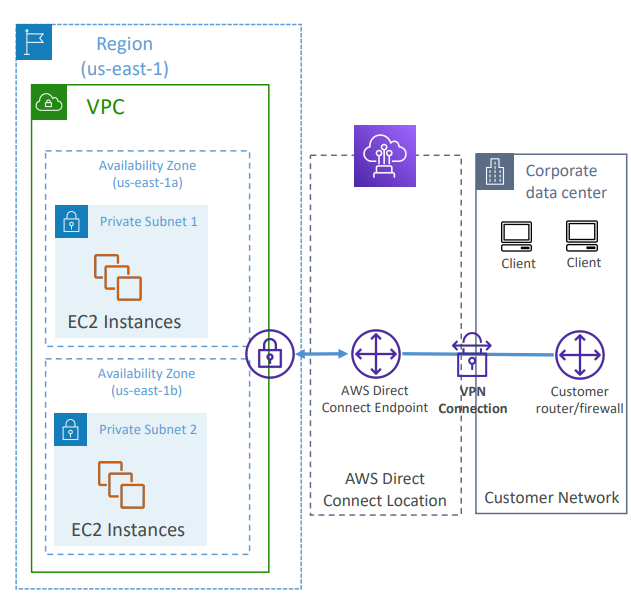 Region
(us-east-1)
VPC
Availability Zone
(us-east-1a)
Private Subnet 1
EC2 Instances
Availability Zone
(us-east-1b)
Private Subnet 2
EC2 Instances
AWS Direct
Connect Endpoint
AWS Direct
Connect Location
VPN
Connection
Corporate
data center
Client
Client
Customer
router/firewall
Customer Network